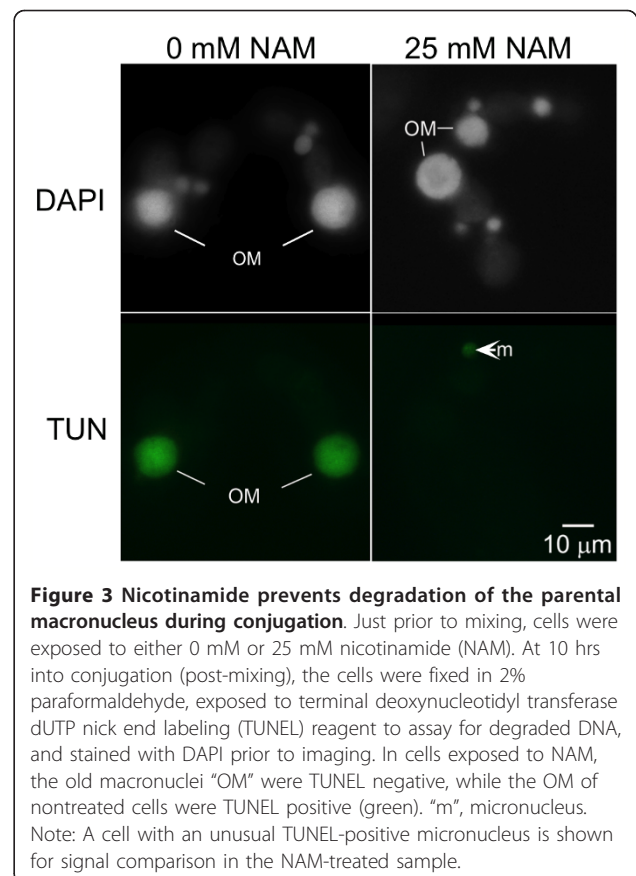 0 mM NAM
25 mM NAM
DAPI
OM
OM
TUN
OM
m
10 μm
Figure 3 Nicotinamide prevents degradation of the parental
macronucleus during conjugation. Just prior to mixing, cells were
exposed to either 0 mM or 25 mM nicotinamide (NAM). At 10 hrs
into conjugation (post-mixing), the cells were fixed in 2%
paraformaldehyde, exposed to terminal deoxynucleotidyl transferase
dUTP nick end labeling (TUNEL) reagent to assay for degraded DNA,
and stained with DAPI prior to imaging. In cells exposed to NAM,
the old macronuclei “OM” were TUNEL negative, while the OM of
nontreated cells were TUNEL positive (green). “m”, micronucleus.
Note: A cell with an unusual TUNEL-positive micronucleus is shown
for signal comparison in the NAM-treated sample.